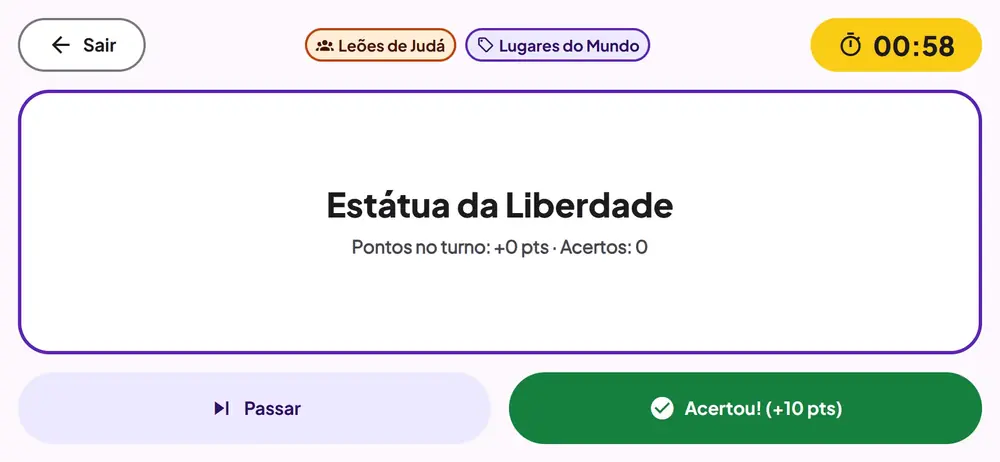 Sair
Leões de Judá
Lugares do Mundo
00:58
Estátua da Liberdade
Pontos no turno: +0 pts · Acertos: 0
Passar
Acertou! (+10 pts)